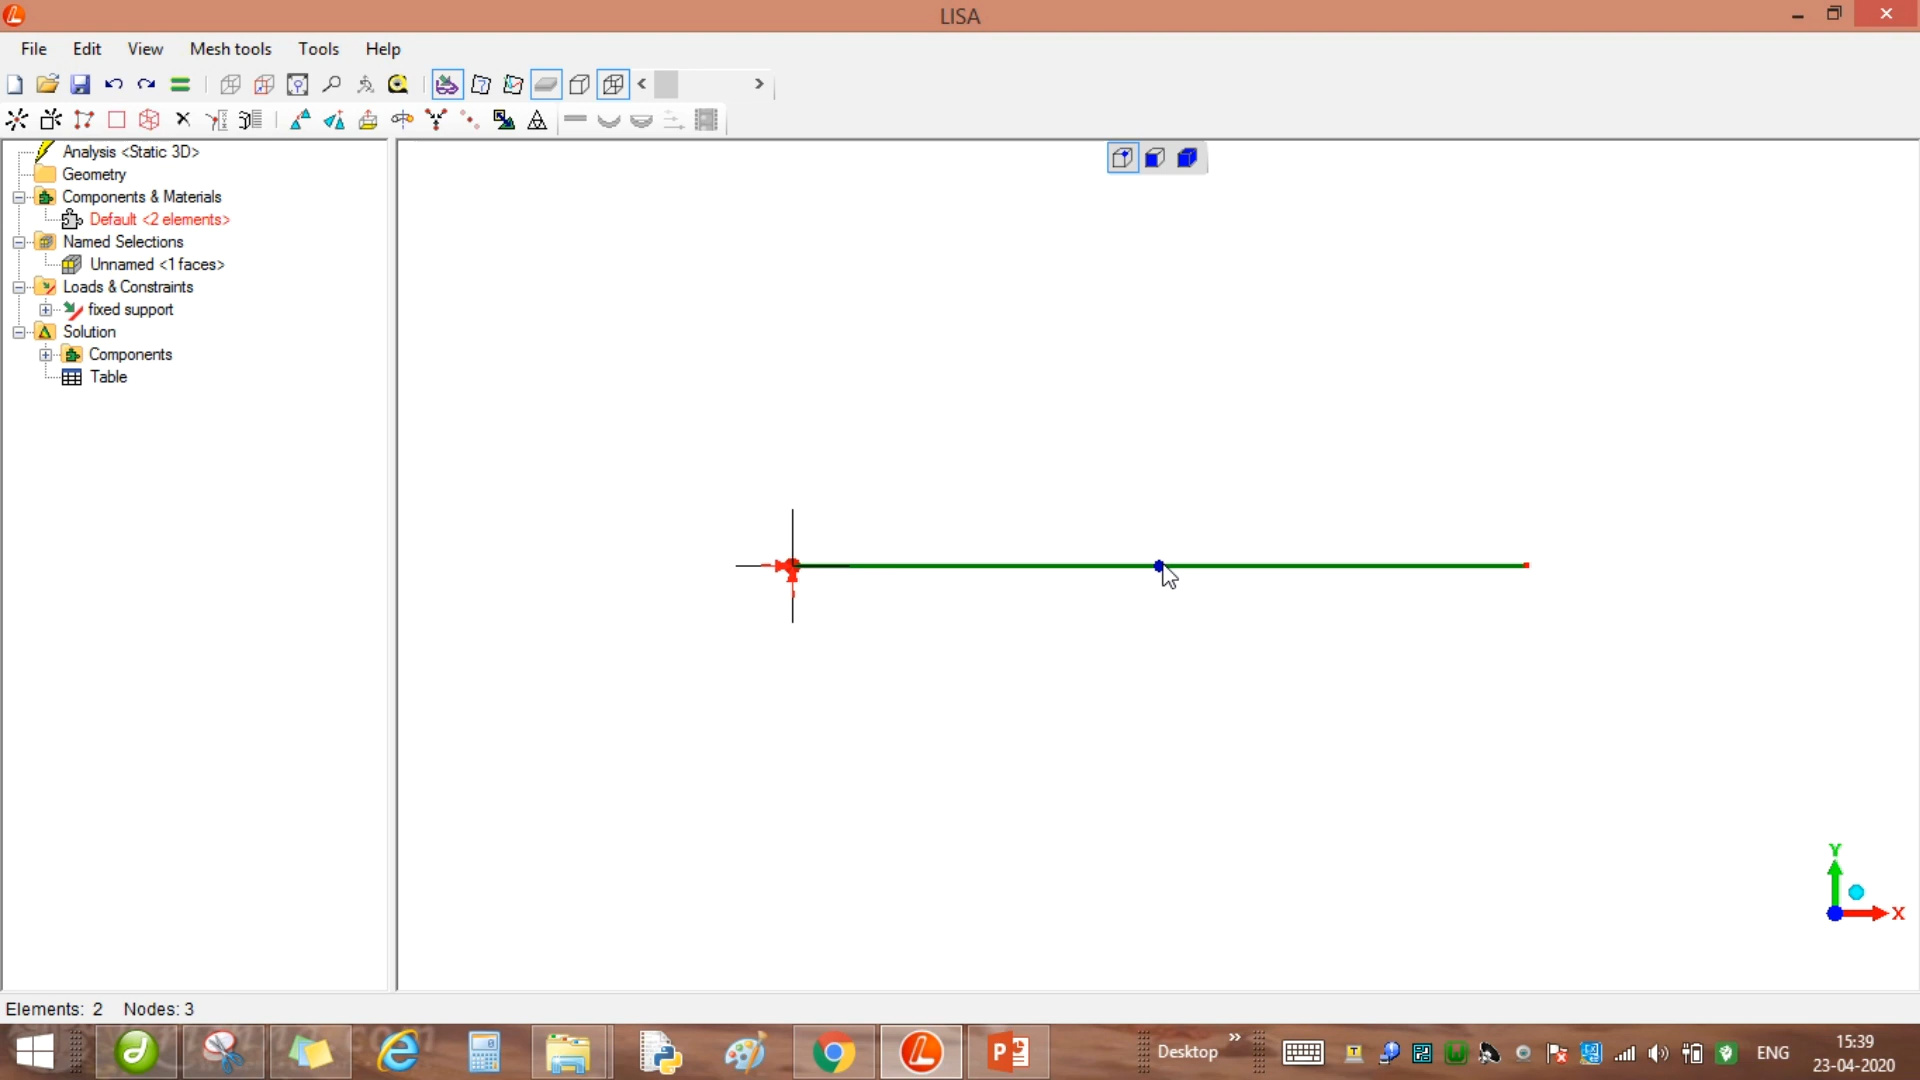 LISA
File Edit View Mesh tools Tools Help
Analysis <Static 3D>
Geometry
Components & Materials
Default <2 elements>
Named Selections
Unnamed <1 faces>
Loads & Constraints
fixed support
Solution
Components
Table
Y
X
Elements: 2 Nodes: 3
Desktop
ENG
15:39
23-04-2020